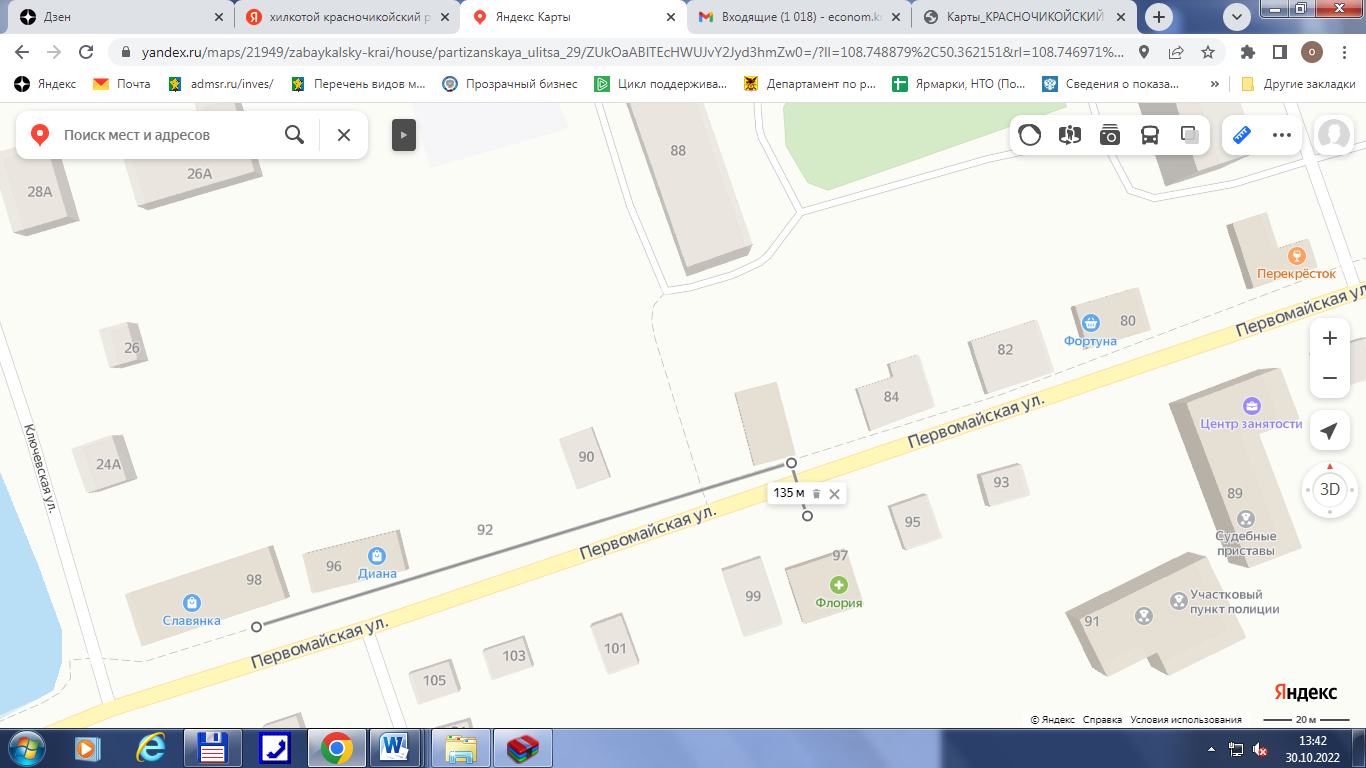 Дзен
хилкотой красночикойский р
Яндекс Карты
Входящие (1 018) - econom.k
Карты_КРАСНОЧИКОЙСКИЙ
yandex.ru/maps/21949/zabaykalsky-krai/house/partizanskaya_ulitsa_29/ZUkOaABITEcHWUJvY2Jyd3hmZw0=/?ll=108.748879%2C50.362151&rl=108.746971%...
Яндекс
Почта
admsr.ru/inves/
Перечень видов м...
Прозрачный бизнес
Цикл поддержива...
Департамент по р...
Ярмарки, НТО (По...
Сведения о показа...
»
Другие закладки
Поиск мест и адресов
28А
26А
88
Перекрёсток
Первомайская ул
80
Фортуна
26
82
84
Первомайская ул.
Центр занятости
Ключевская ул.
24А
90
135 м
93
3D
89
Судебные
приставы
92
Первомайская ул.
95
96
Диана
97
98
Славянка
99
Флория
Участковый
пункт полиции
91
Первомайская ул.
101
103
105
Яндекс
© Яндекс Справка Условия использования
20 м
13:42
30.10.2022